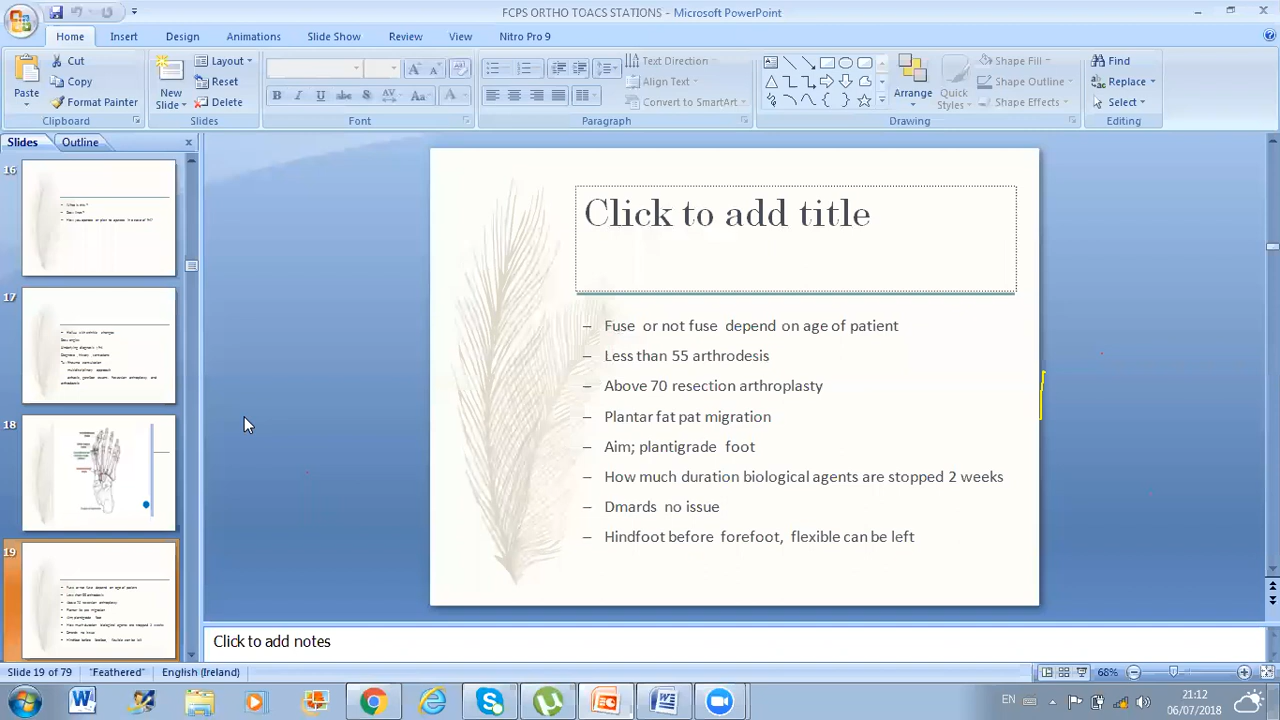 FCPS ORTHO TOACS STATIONS - Microsoft PowerPoint
Home Insert Design Animations Slide Show Review View Nitro Pro 9
Paste
Cut
Copy
Format Painter
Clipboard
New Slide
Layout
Reset
Delete
Slides
Font
Text Direction
Align Text
Convert to SmartArt
Paragraph
Arrange
Quick Styles
Shape Fill
Shape Outline
Shape Effects
Drawing
Find
Replace
Select
Editing
Slides Outline
16
17
18
19
Click to add title
– Fuse or not fuse depend on age of patient
– Less than 55 arthrodesis
– Above 70 resection arthroplasty
– Plantar fat pat migration
– Aim; plantigrade foot
– How much duration biological agents are stopped 2 weeks
– Dmards no issue
– Hindfoot before forefoot, flexible can be left
Click to add notes
Slide 19 of 79 "Feathered" English (Ireland) 68%
EN 21:12
06/07/2018